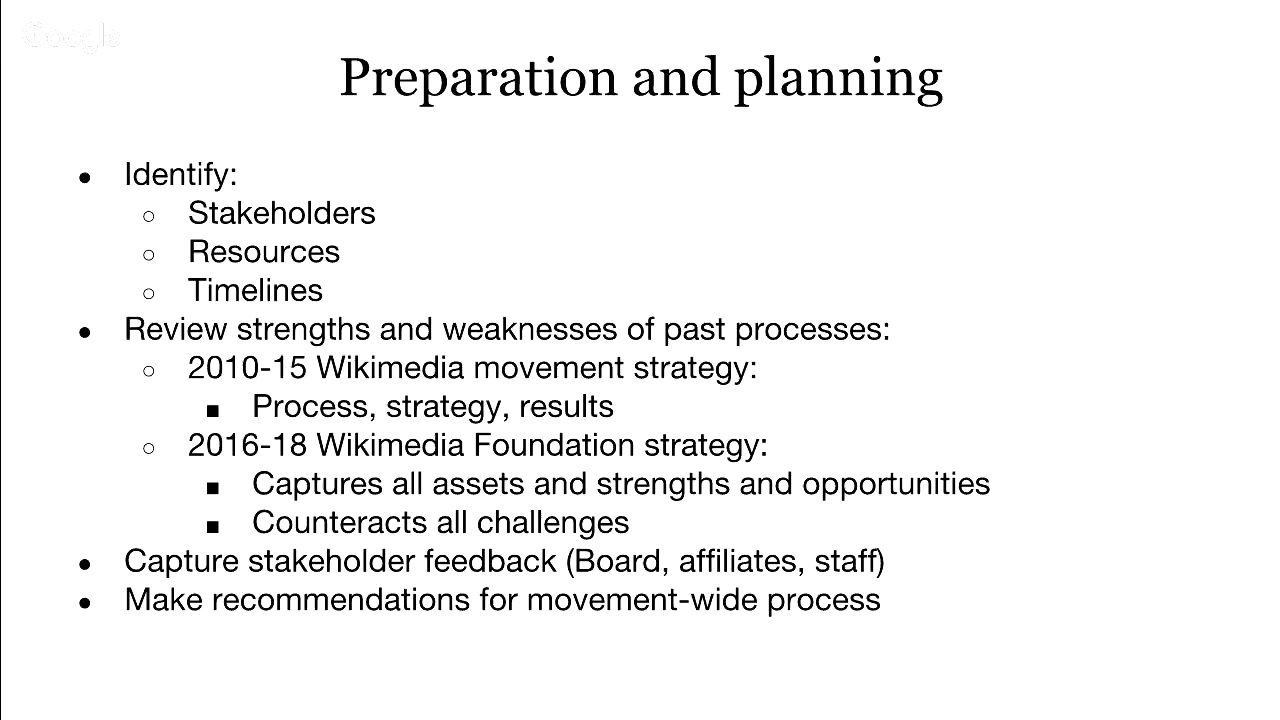 Google
Preparation and planning
● Identify:
○ Stakeholders
○ Resources
○ Timelines
● Review strengths and weaknesses of past processes:
○ 2010-15 Wikimedia movement strategy:
■ Process, strategy, results
○ 2016-18 Wikimedia Foundation strategy:
■ Captures all assets and strengths and opportunities
■ Counteracts all challenges
● Capture stakeholder feedback (Board, affiliates, staff)
● Make recommendations for movement-wide process